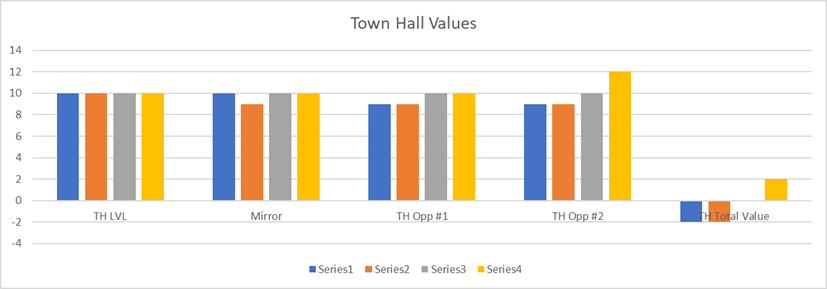 Town Hall Values
14
12
10
8
6
4
2
0
-2
-4
TH LVL
Mirror
TH Opp #1
TH Opp #2
TH Total Value
Series1
Series2
Series3
Series4